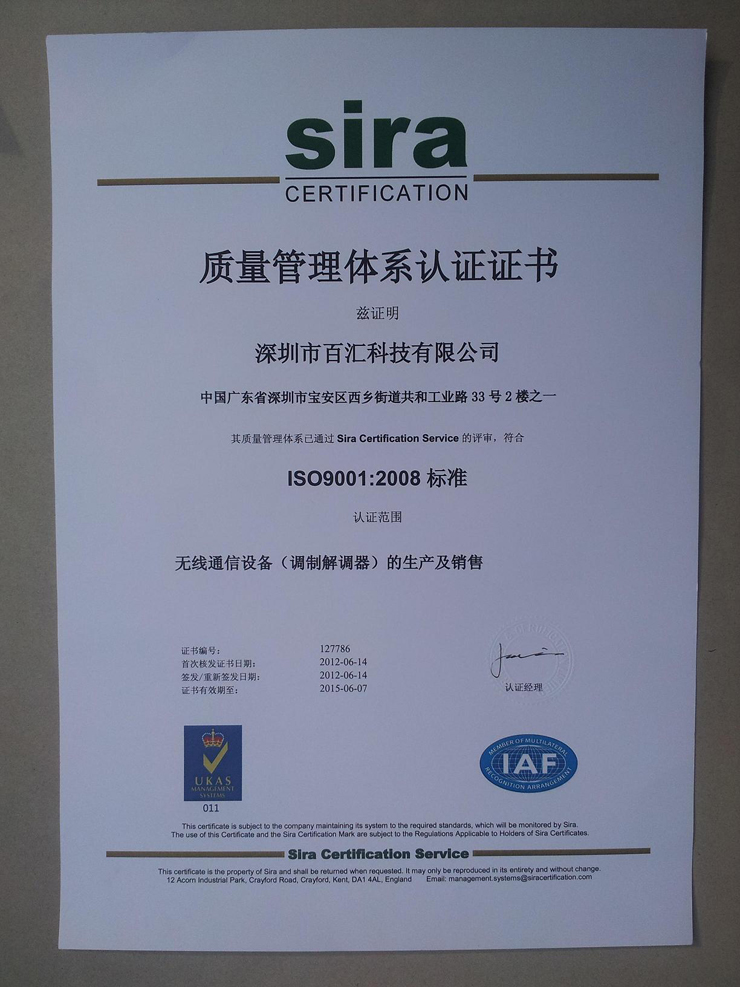 sira
CERTIFICATION
质量管理体系认证证书
兹证明
深圳市百汇科技有限公司
中国广东省深圳市宝安区西乡街道共和工业路 33 号 2 楼之一
其质量管理体系已通过 Sira Certification Service 的评审，符合
ISO9001:2008 标准
认证范围
无线通信设备（调制解调器）的生产及销售
证书编号： 127786
首次核发证书日期： 2012-06-14
签发/重新签发日期： 2012-06-14
证书有效期至： 2015-06-07
认证经理
UKAS
MANAGEMENT
SYSTEMS
011
MEMBER OF MULTILATERAL
IAF
RECOGNITION ARRANGEMENT
This certificate is subject to the company maintaining its system to the required standards, which will be monitored by Sira.
The use of this Certificate and the Sira Certification Mark are subject to the Regulations Applicable to Holders of Sira Certificates.
Sira Certification Service
This certificate is the property of Sira and shall be returned when requested. It may only be reproduced in its entirety and without change.
12 Acorn Industrial Park, Crayford Road, Crayford, Kent, DA1 4AL, England Email: management.systems@siracertification.com